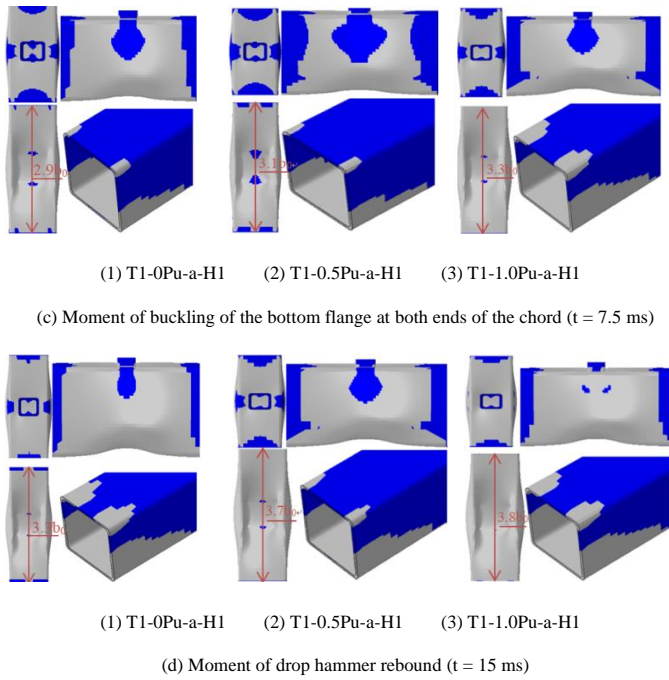 2.9b₀ 3.1b₀ 3.3b₀
(1) T1-0Pu-a-H1 (2) T1-0.5Pu-a-H1 (3) T1-1.0Pu-a-H1
(c) Moment of buckling of the bottom flange at both ends of the chord (t = 7.5 ms)
3.3b₀ 3.7b₀ 3.8b₀
(1) T1-0Pu-a-H1 (2) T1-0.5Pu-a-H1 (3) T1-1.0Pu-a-H1
(d) Moment of drop hammer rebound (t = 15 ms)